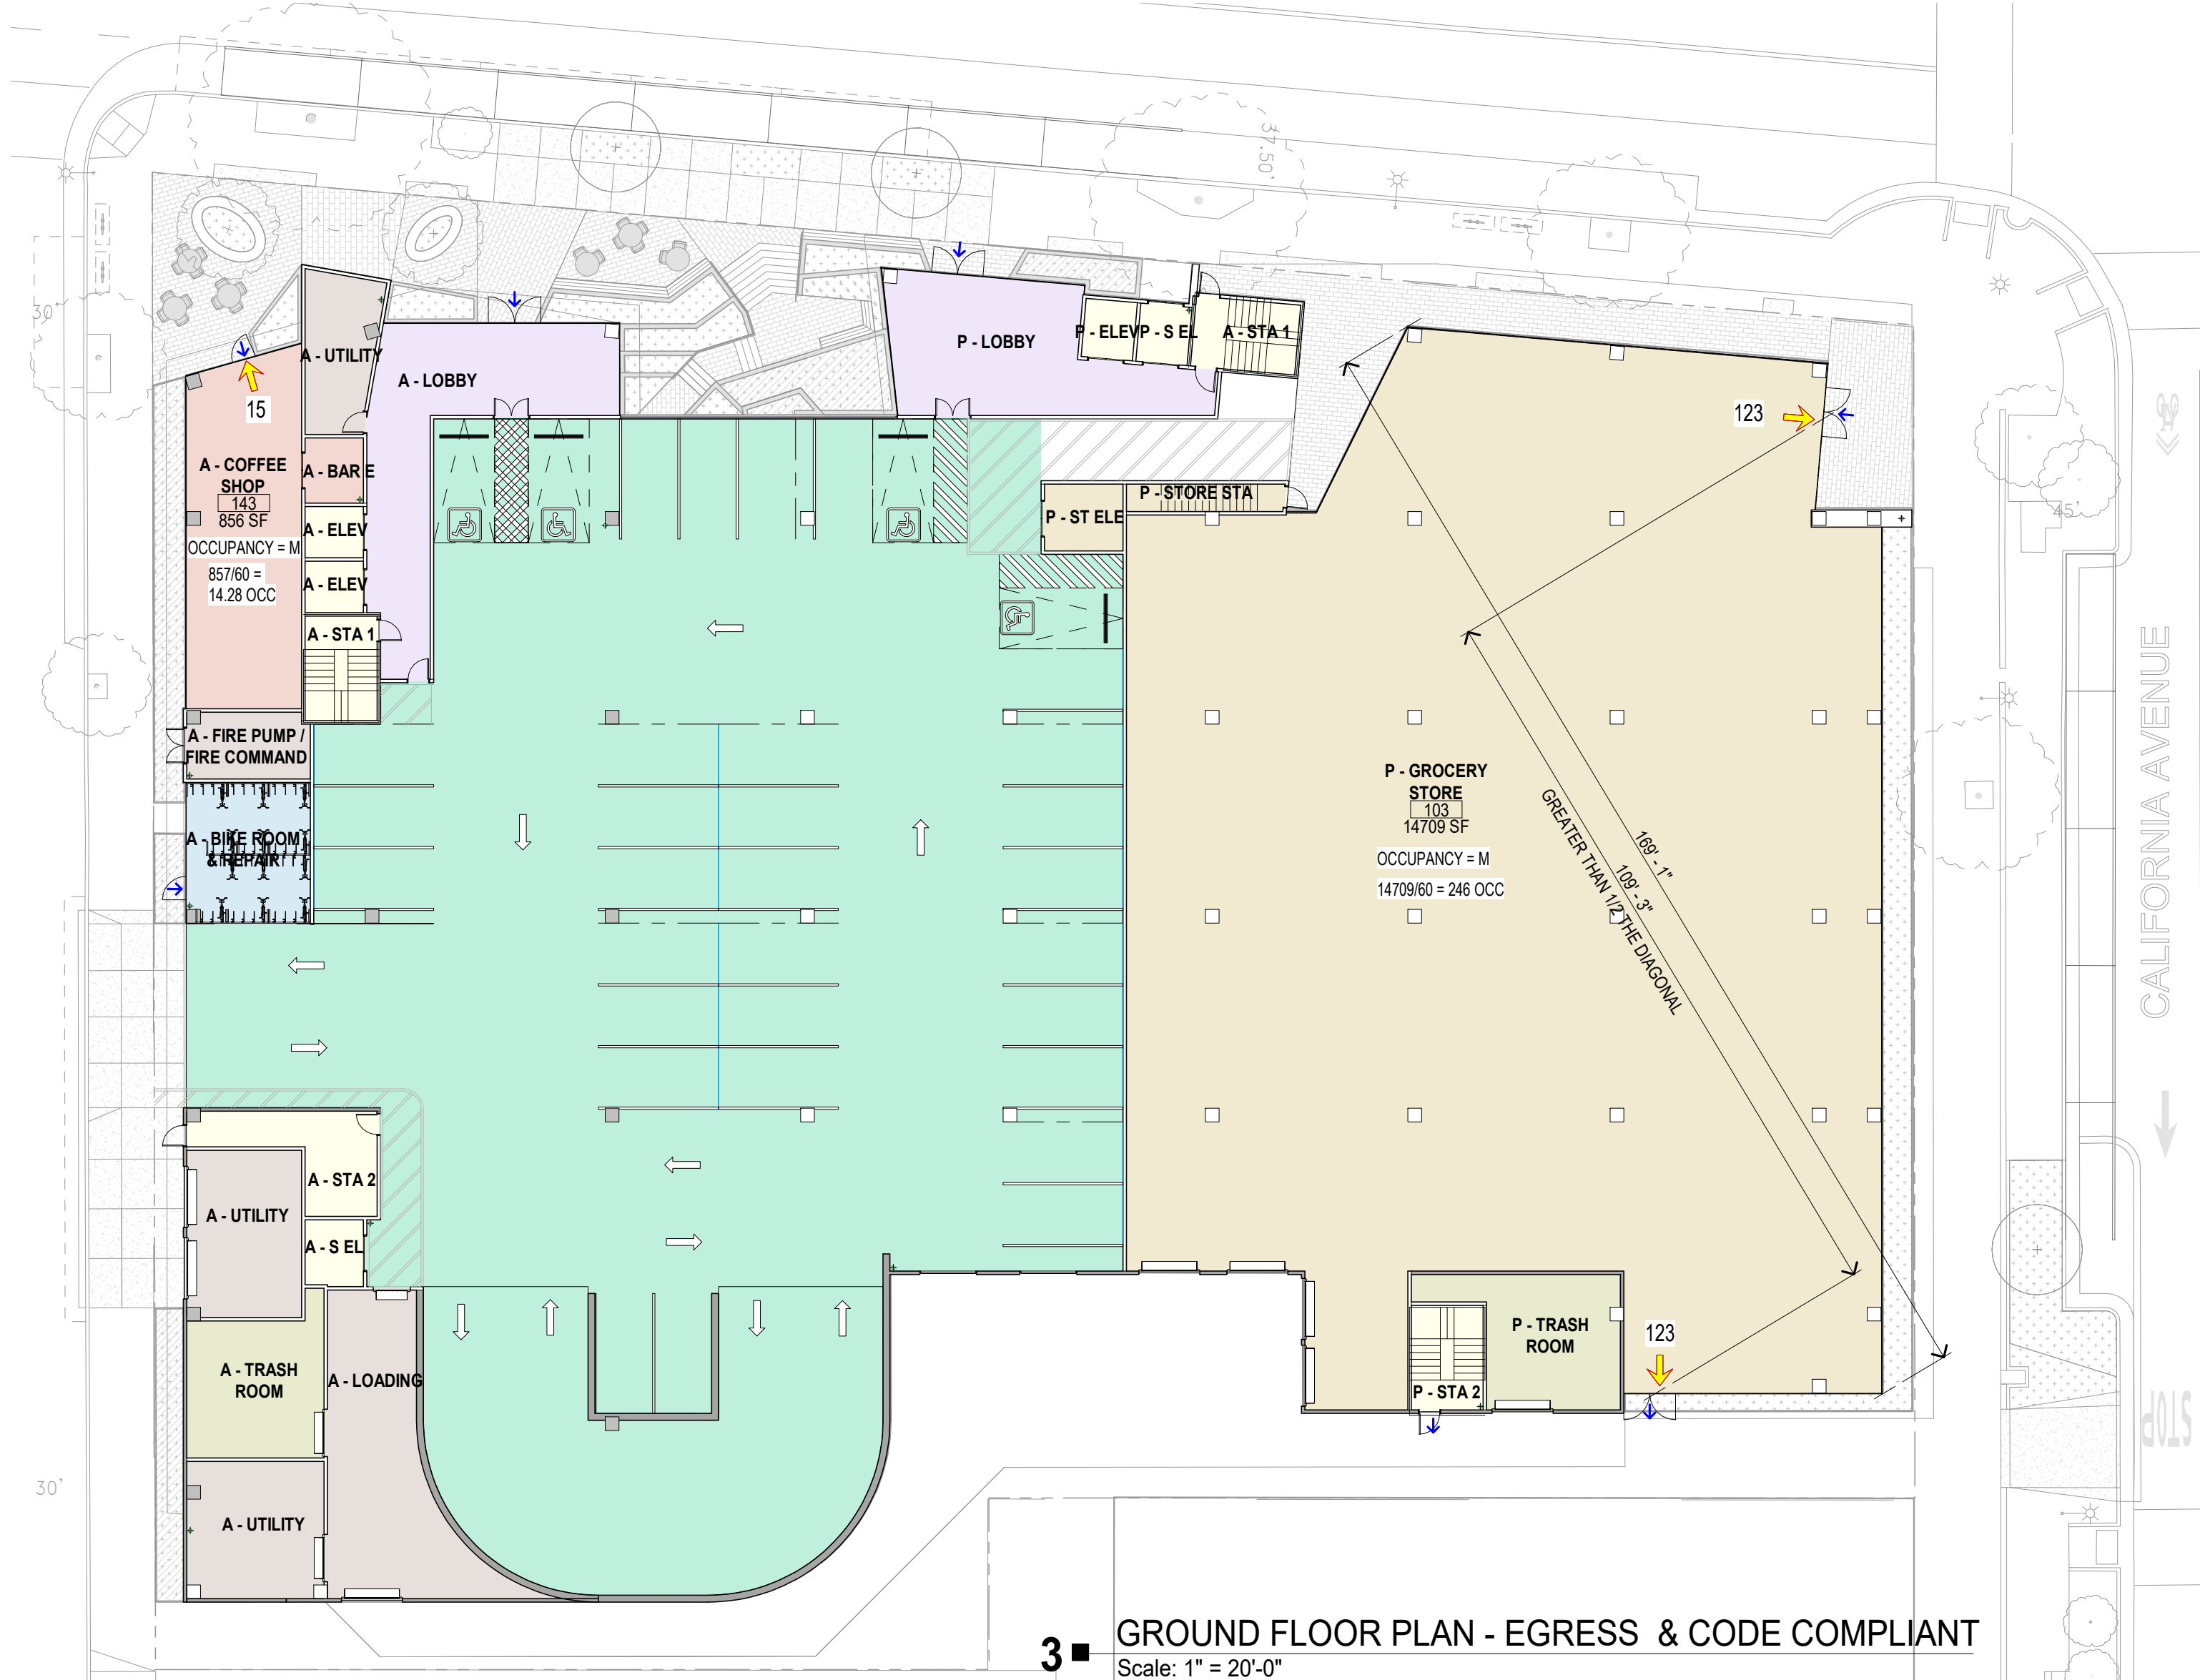 37.50'
30'
A - UTILITY
P - LOBBY
P - ELEV
P - S EL
A - STA 1
A - LOBBY
15
123
A - COFFEE
SHOP
143
856 SF
A - BAR E
P - STORE STA
P - ST ELE
45'
A - ELEV
OCCUPANCY = M
857/60 =
14.28 OCC
A - ELEV
A - STA 1
A - FIRE PUMP /
FIRE COMMAND
P - GROCERY
STORE
103
14709 SF
OCCUPANCY = M
14709/60 = 246 OCC
169' - 1"
109' - 3"
GREATER THAN 1/2 THE DIAGONAL
CALIFORNIA AVENUE
A - BIKE ROOM
& REPAIR
A - STA 2
A - UTILITY
A - S EL
P - TRASH
ROOM
123
A - TRASH
ROOM
A - LOADING
P - STA 2
STOP
30'
A - UTILITY
3
GROUND FLOOR PLAN - EGRESS & CODE COMPLIANT
Scale: 1" = 20'-0"